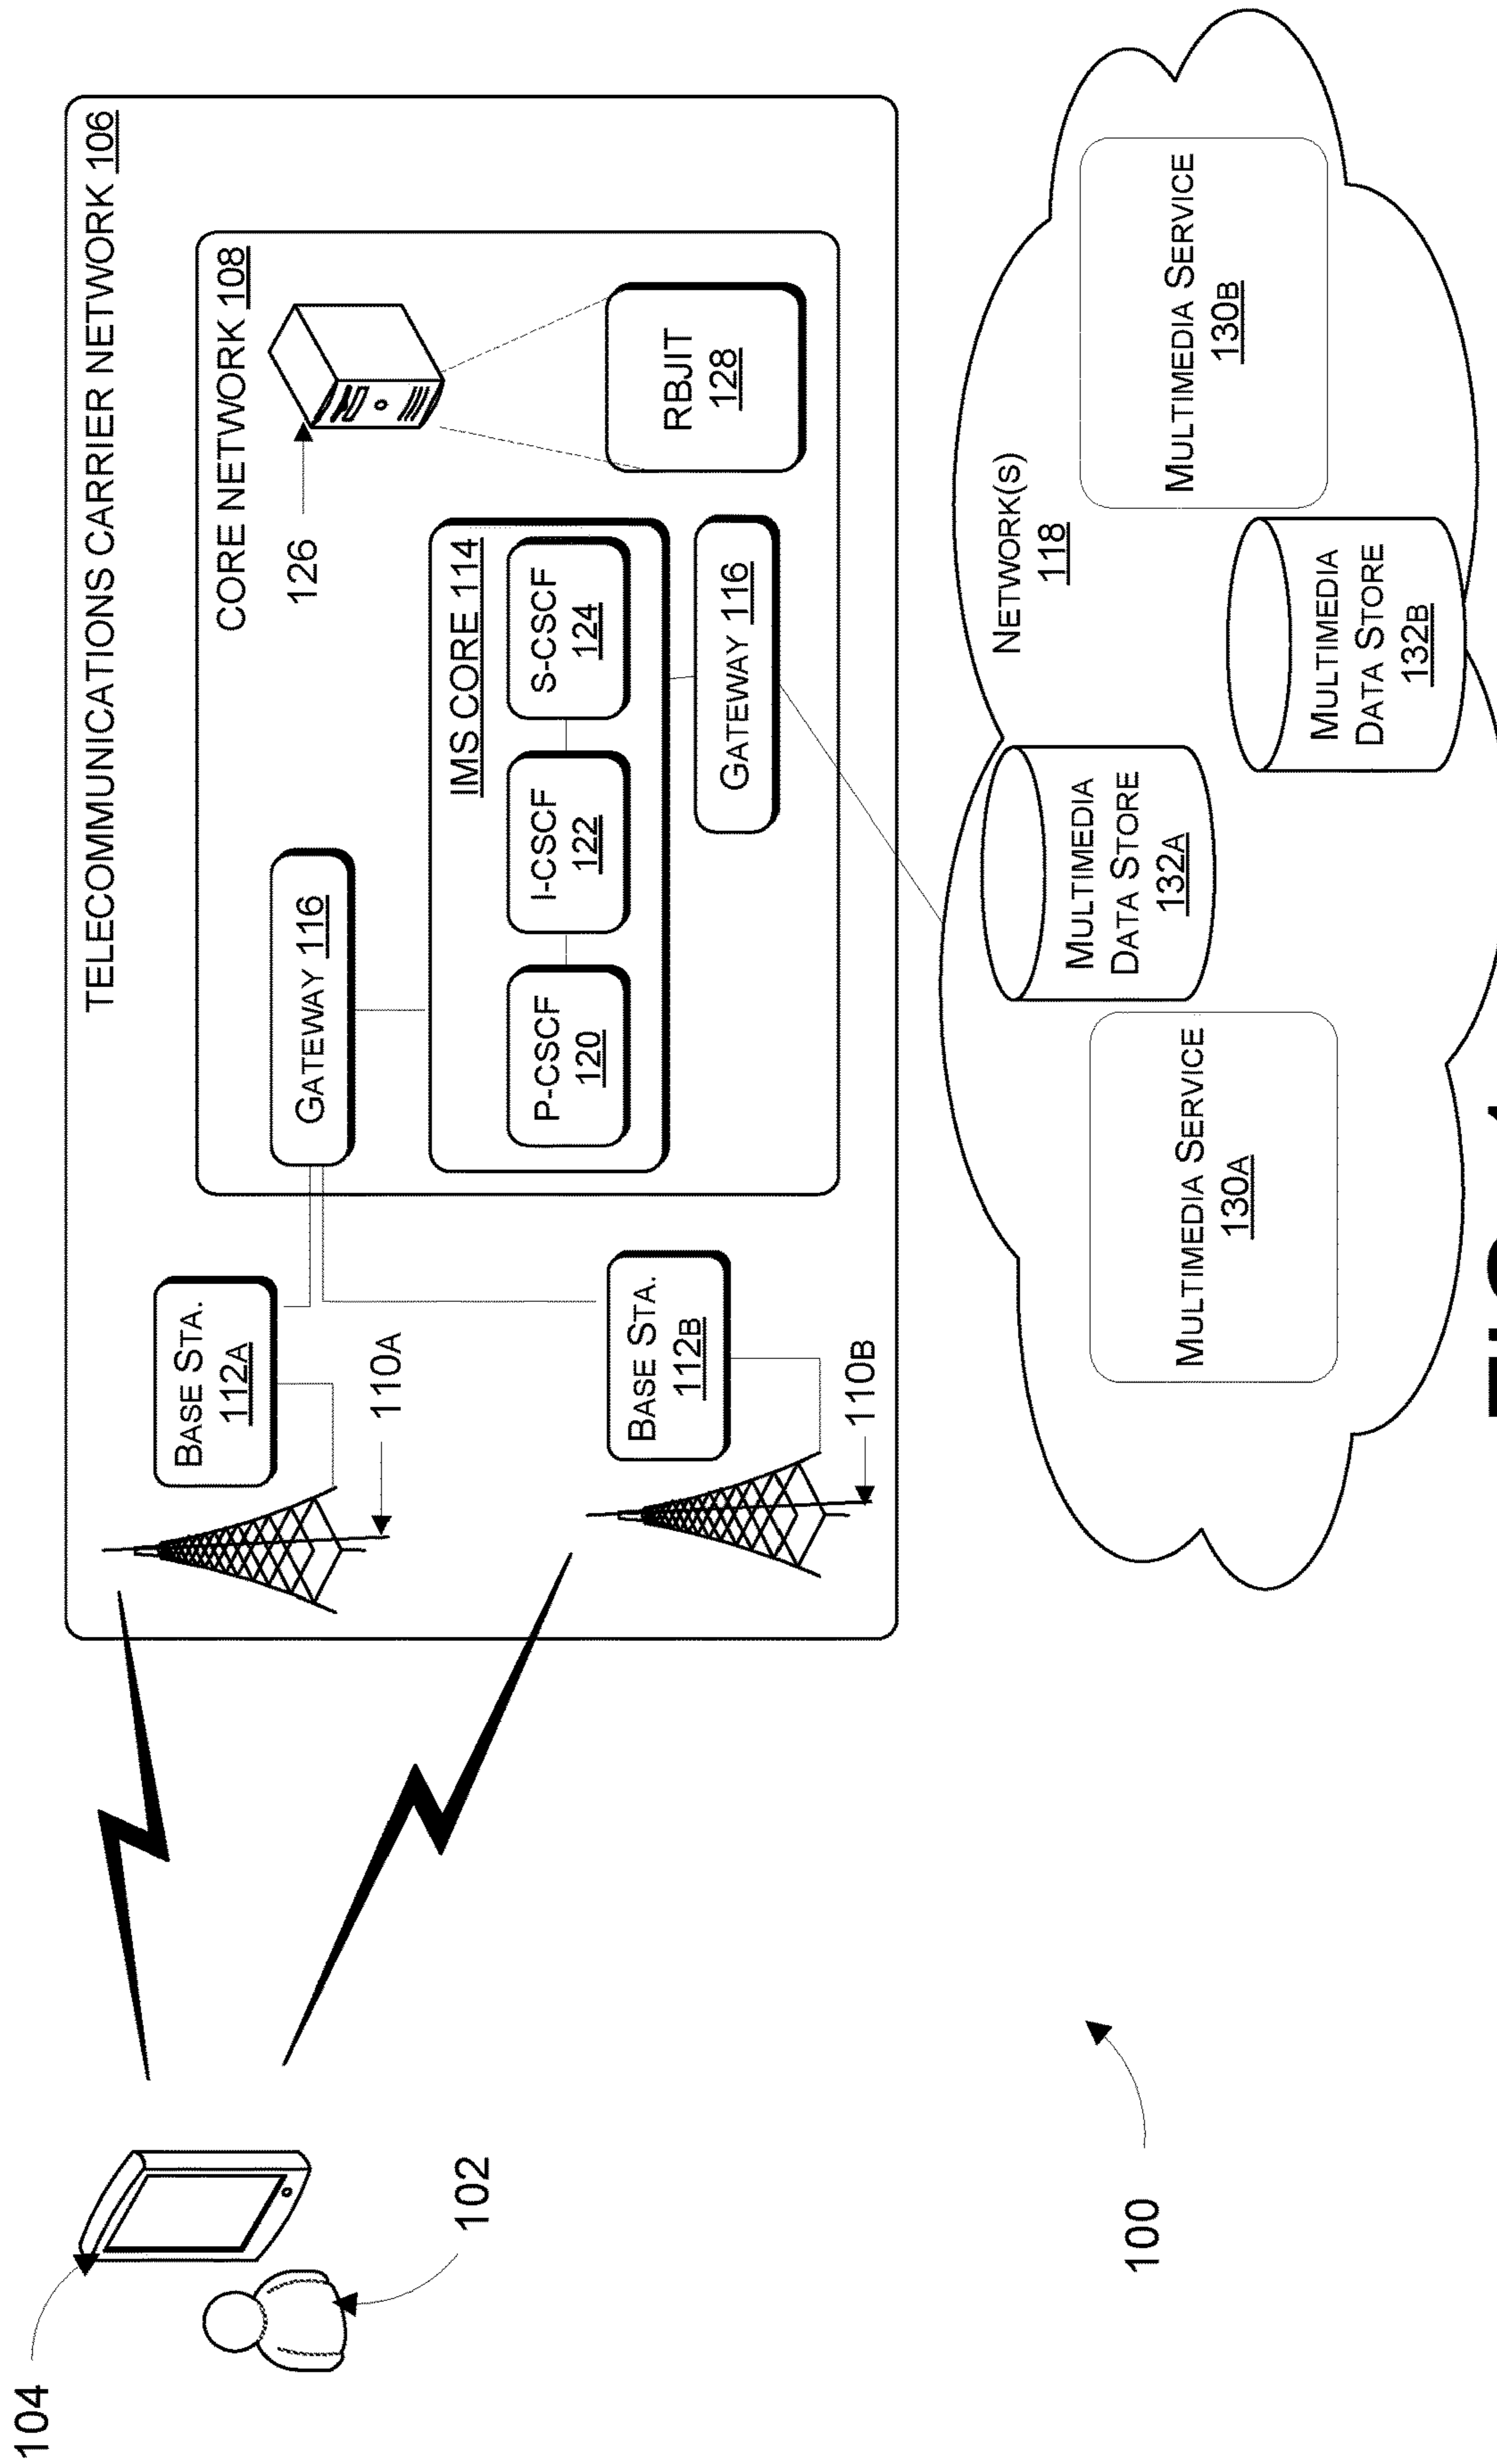 104
102
100
TELECOMMUNICATIONS CARRIER NETWORK 106
CORE NETWORK 108
126
GATEWAY 116
BASE STA.
112A
110A
IMS CORE 114
P-CSCF
120
I-CSCF
122
S-CSCF
124
RBJIT
128
BASE STA.
112B
110B
GATEWAY 116
NETWORK(S)
118
MULTIMEDIA SERVICE
130A
MULTIMEDIA
DATA STORE
132A
MULTIMEDIA
DATA STORE
132B
MULTIMEDIA SERVICE
130B